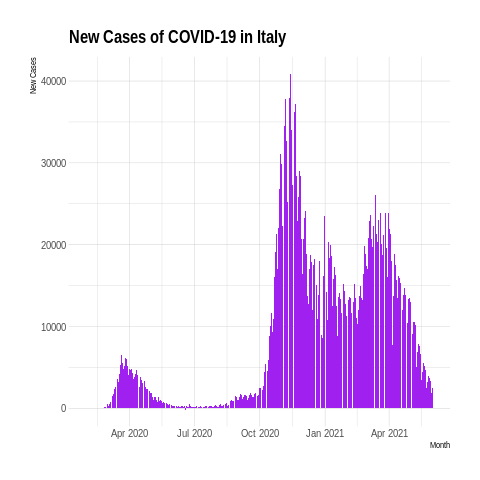 New Cases of COVID-19 in Italy
New Cases
40000
30000
20000
10000
0
Apr 2020 Jul 2020 Oct 2020 Jan 2021 Apr 2021
Month